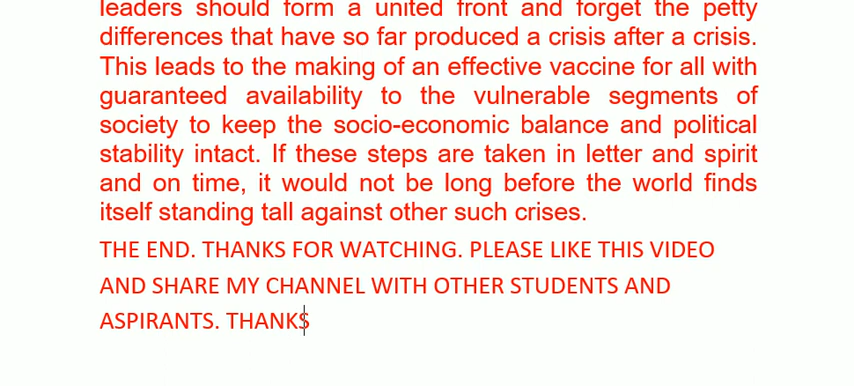 leaders should form a united front and forget the petty
differences that have so far produced a crisis after a crisis.
This leads to the making of an effective vaccine for all with
guaranteed availability to the vulnerable segments of
society to keep the socio-economic balance and political
stability intact. If these steps are taken in letter and spirit
and on time, it would not be long before the world finds
itself standing tall against other such crises.
THE END. THANKS FOR WATCHING. PLEASE LIKE THIS VIDEO
AND SHARE MY CHANNEL WITH OTHER STUDENTS AND
ASPIRANTS. THANKS